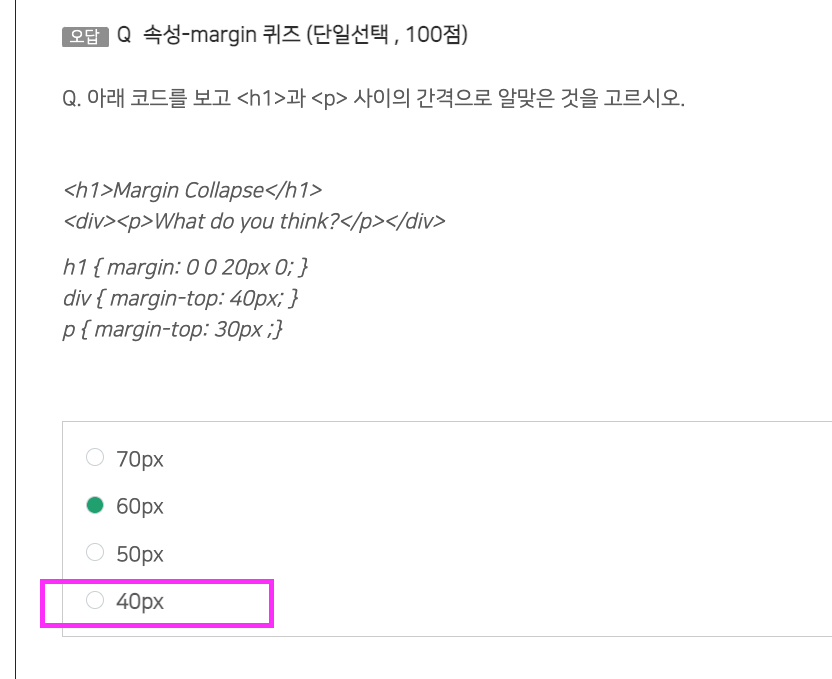 오답 Q 속성-margin 퀴즈 (단일선택 , 100점)
Q. 아래 코드를 보고 <h1>과 <p> 사이의 간격으로 알맞은 것을 고르시오.
<h1>Margin Collapse</h1>
<div><p>What do you think?</p></div>
h1 { margin: 0 0 20px 0; }
div { margin-top: 40px; }
p { margin-top: 30px ;}
70px
60px
50px
40px